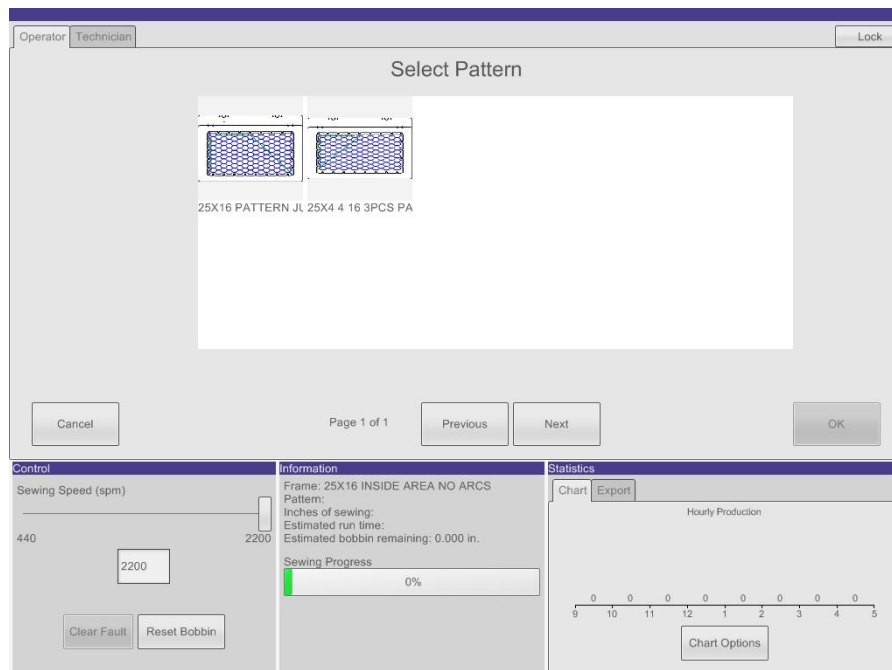 Operator Technician Lock
Select Pattern
25X16 PATTERN JU 25X4 4 16 3PCS PA
Cancel Page 1 of 1 Previous Next OK
Control
Sewing Speed (spm)
440 2200
2200
Clear Fault Reset Bobbin
Information
Frame: 25X16 INSIDE AREA NO ARCS
Pattern:
Inches of sewing:
Estimated run time:
Estimated bobbin remaining: 0.000 in.
Sewing Progress
0%
Statistics
Chart Export
Hourly Production
0 0 0 0 0 0 0 0
9 10 11 12 1 2 3 4 5
Chart Options